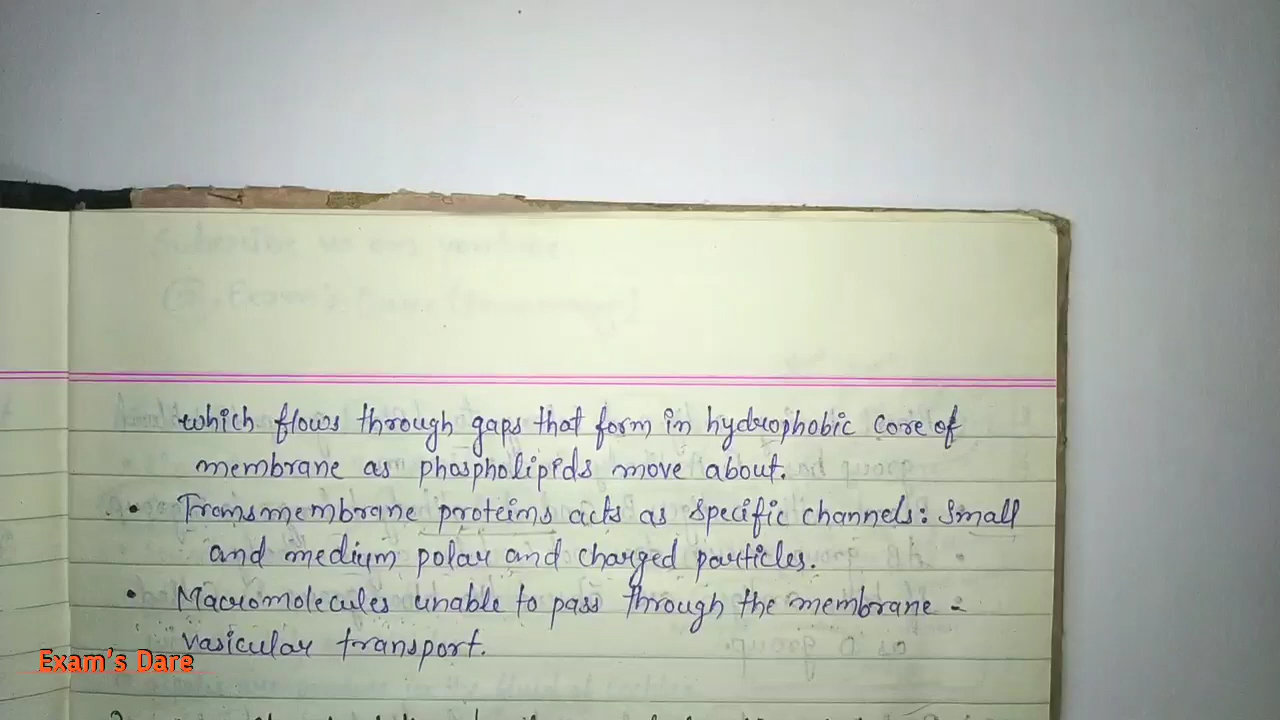 which flows through gaps that form in hydrophobic core of
membrane as phospholipids move about.
• Transmembrane proteins acts as specific channels: Small
and medium polar and charged particles.
• Macromolecules unable to pass through the membrane -
vasicular transport.
Exam's Dare